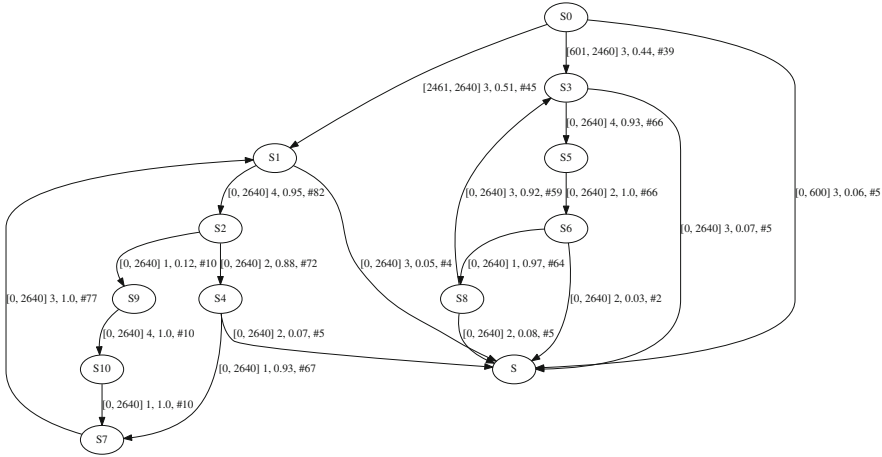 S0
[601, 2460] 3, 0.44, #39
[2461, 2640] 3, 0.51, #45
S3
[0, 2640] 4, 0.93, #66
S1
S5
[0, 2640] 4, 0.95, #82
[0, 2640] 3, 0.92, #59
[0, 2640] 2, 1.0, #66
[0, 600] 3, 0.06, #5
S2
S6
[0, 2640] 3, 0.07, #5
[0, 2640] 1, 0.12, #10
[0, 2640] 2, 0.88, #72
[0, 2640] 3, 0.05, #4
[0, 2640] 1, 0.97, #64
[0, 2640] 3, 1.0, #77
S9
S4
S8
[0, 2640] 2, 0.03, #2
[0, 2640] 4, 1.0, #10
[0, 2640] 2, 0.07, #5
[0, 2640] 2, 0.08, #5
S10
[0, 2640] 1, 0.93, #67
S
[0, 2640] 1, 1.0, #10
S7